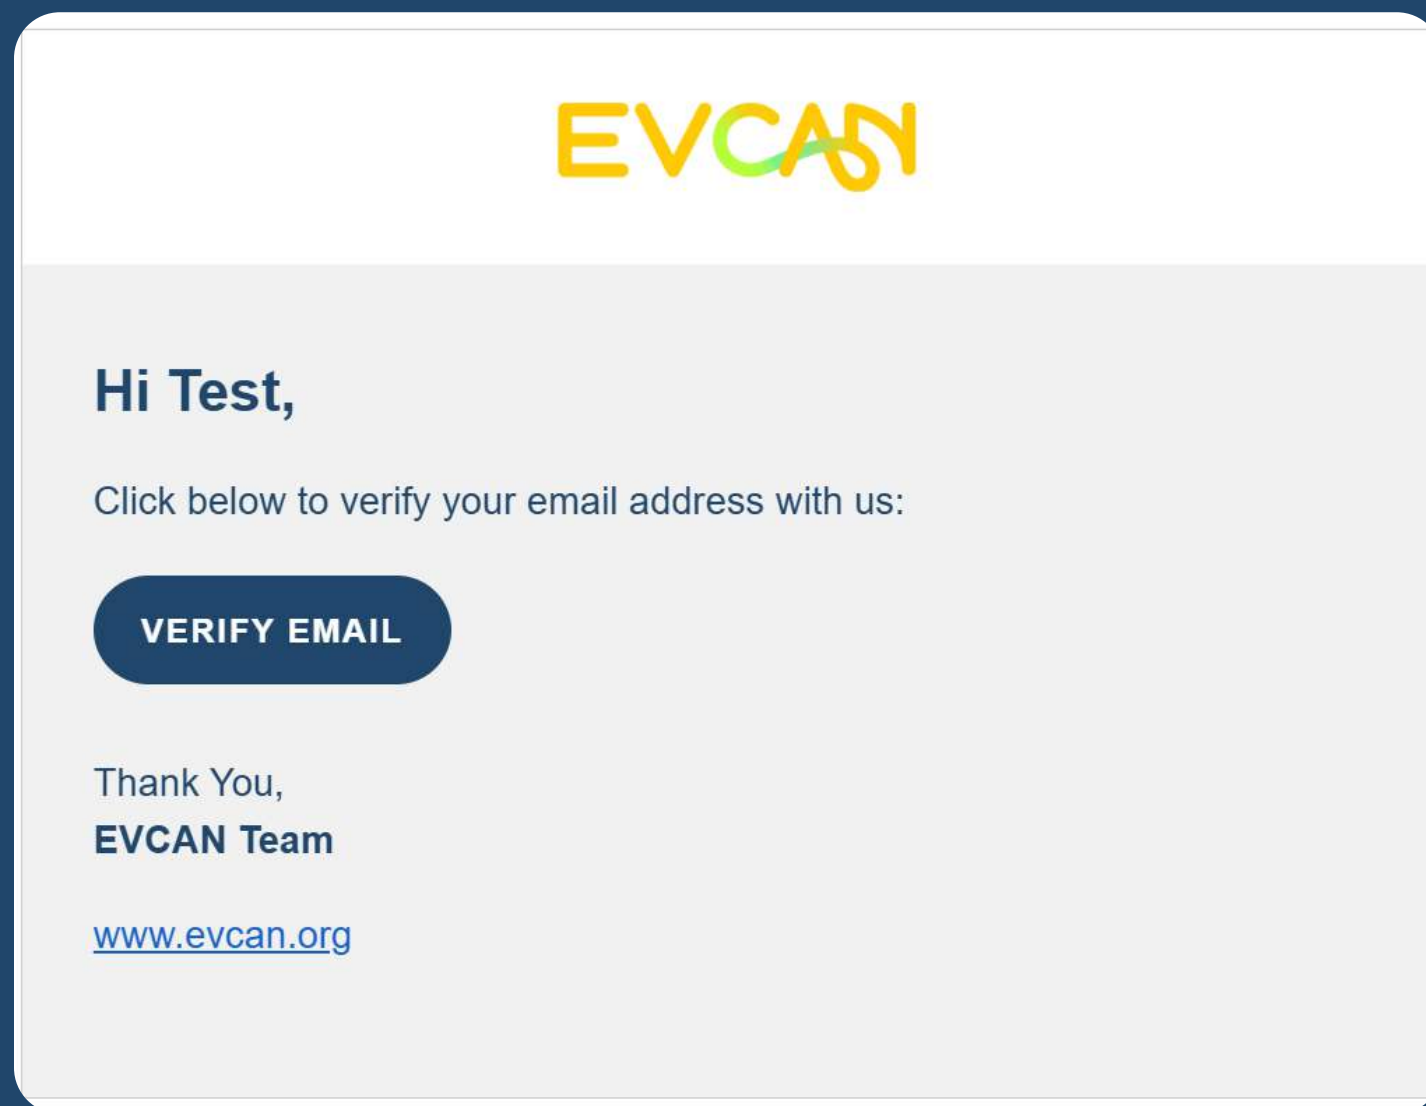 EVCAN
Hi Test,
Click below to verify your email address with us:
VERIFY EMAIL
Thank You,
EVCAN Team
www.evcan.org